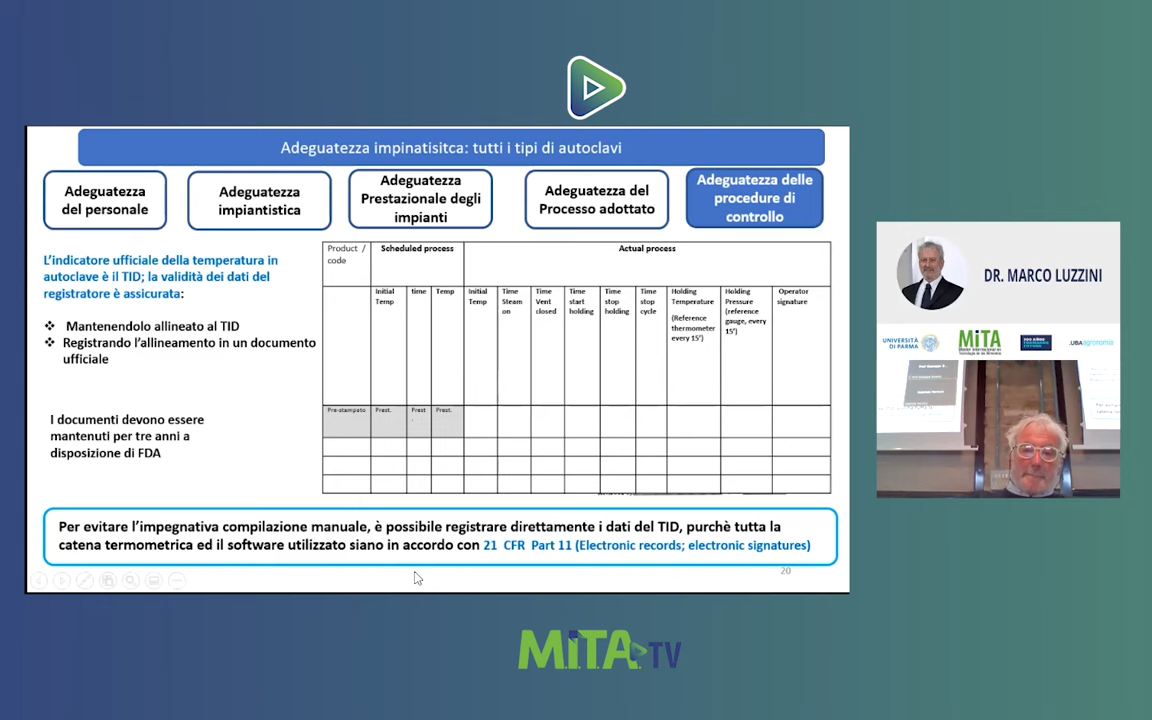 Adeguatezza impinatisitca: tutti i tipi di autoclavi
Adeguatezza
del personale
Adeguatezza
impiantistica
Adeguatezza
Prestazionale degli
impianti
Adeguatezza del
Processo adottato
Adeguatezza delle
procedure di
controllo
L'indicatore ufficiale della temperatura in
autoclave è il TID; la validità dei dati del
registratore è assicurata:
❖ Mantenendolo allineato al TID
❖ Registrando l'allineamento in un documento
ufficiale
I documenti devono essere
mantenuti per tre anni a
disposizione di FDA
Product /
code
Scheduled process
Actual process
Initial
Temp
time
Temp
Initial
Temp
Time
Steam
on
Time
Vent
closed
Time
start
holding
Time
stop
holding
Time
stop
cycle
Holding
Temperature
(Reference
thermometer
every 15')
Holding
Pressure
(reference
gauge, every
15')
Operator
signature
Pre-stampato
Prest.
Prest
.
Prest.
Per evitare l'impegnativa compilazione manuale, è possibile registrare direttamente i dati del TID, purchè tutta la
catena termometrica ed il software utilizzato siano in accordo con 21 CFR Part 11 (Electronic records; electronic signatures)
20
DR. MARCO LUZZINI
UNIVERSITÀ
DI PARMA
MiTA
.UBAagronomia
M.I.T.A. TV